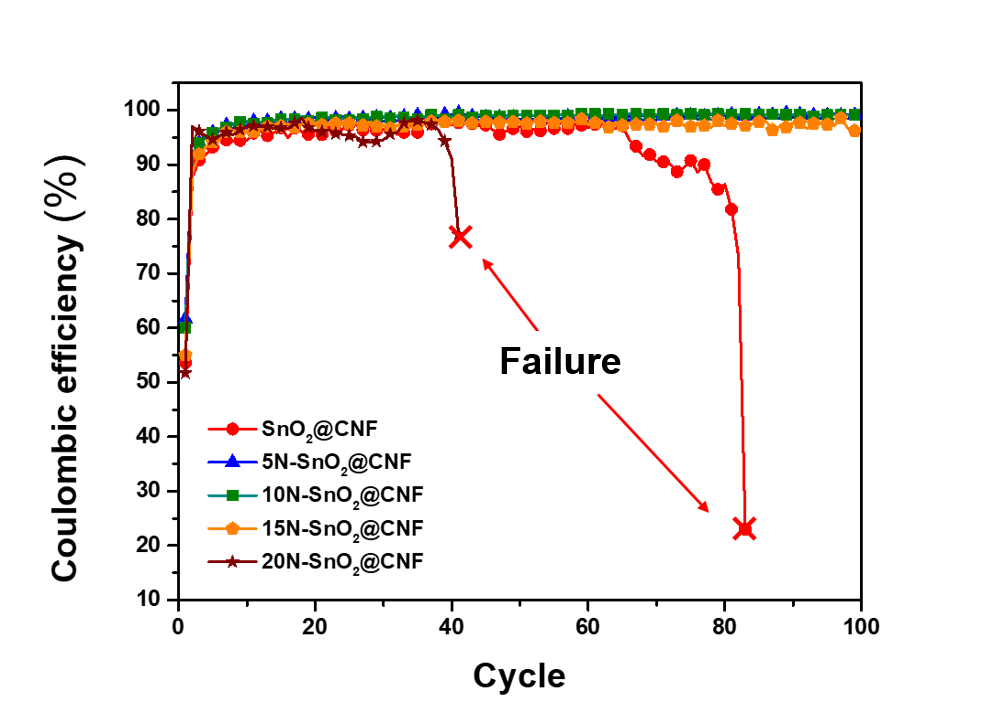 Coulombic efficiency (%)
100
90
80
70
60
50
40
30
20
10
Failure
SnO₂@CNF
5N-SnO₂@CNF
10N-SnO₂@CNF
15N-SnO₂@CNF
20N-SnO₂@CNF
0 20 40 60 80 100
Cycle